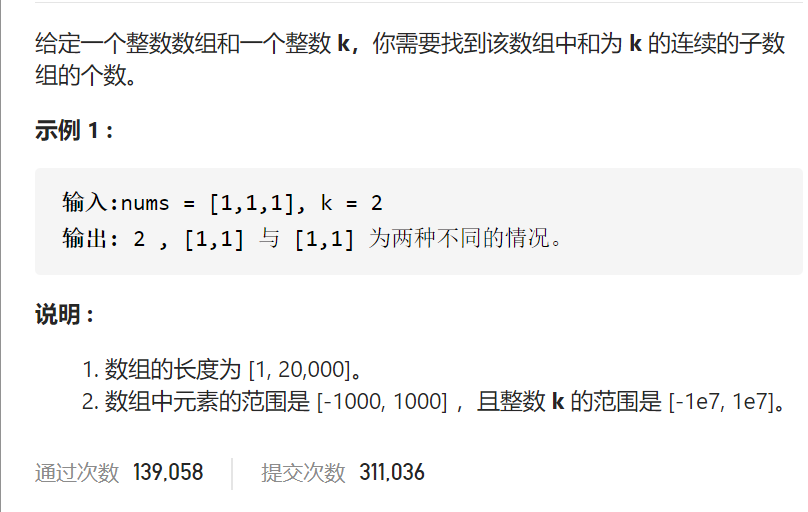 给定一个整数数组和一个整数 k，你需要找到该数组中和为 k 的连续的子数
组的个数。
示例 1 :
输入:nums = [1,1,1], k = 2
输出: 2 , [1,1] 与 [1,1] 为两种不同的情况。
说明 :
1. 数组的长度为 [1, 20,000]。
2. 数组中元素的范围是 [-1000, 1000] ，且整数 k 的范围是 [-1e7, 1e7]。
通过次数 139,058 提交次数 311,036